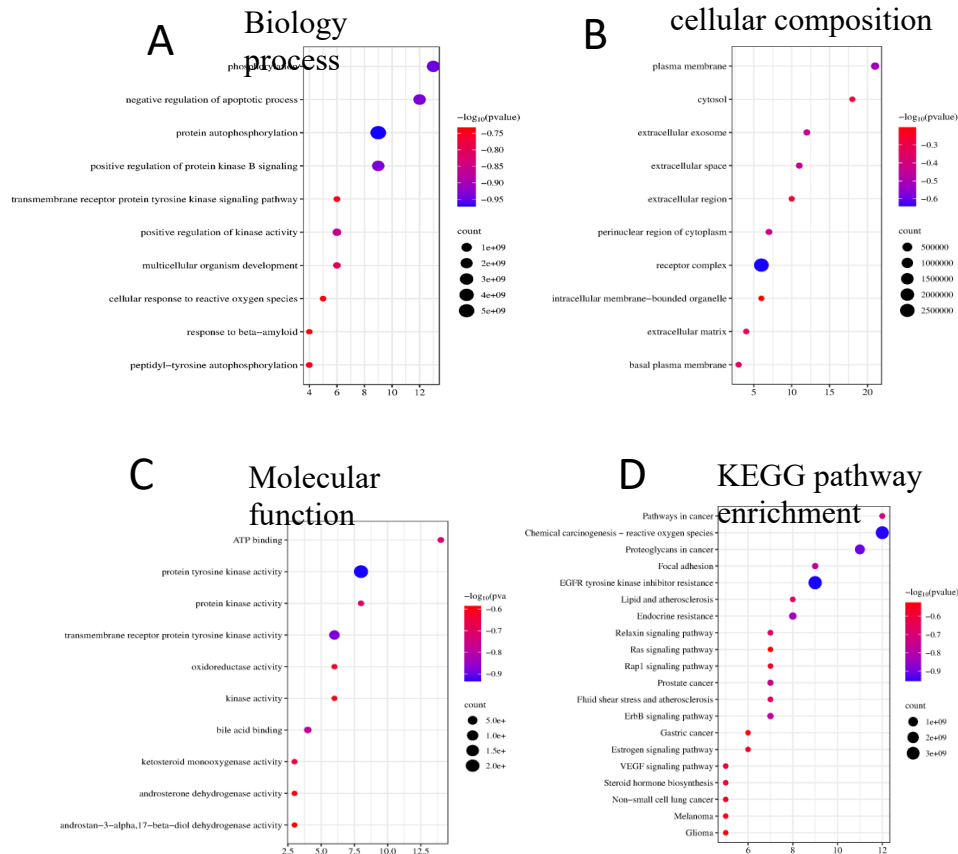 A
Biology
process
phosphorylation
negative regulation of apoptotic process
protein autophosphorylation
positive regulation of protein kinase B signaling
transmembrane receptor protein tyrosine kinase signaling pathway
positive regulation of kinase activity
multicellular organism development
cellular response to reactive oxygen species
response to beta−amyloid
peptidyl−tyrosine autophosphorylation
4 6 8 10 12
−log10(pvalue)
−0.75
−0.80
−0.85
−0.90
−0.95
count
1e+09
2e+09
3e+09
4e+09
5e+09
B
cellular composition
plasma membrane
cytosol
extracellular exosome
extracellular space
extracellular region
perinuclear region of cytoplasm
receptor complex
intracellular membrane−bounded organelle
extracellular matrix
basal plasma membrane
5 10 15 20
−log10(pvalue)
−0.3
−0.4
−0.5
−0.6
count
500000
1000000
1500000
2000000
2500000
C
Molecular
function
ATP binding
protein tyrosine kinase activity
protein kinase activity
transmembrane receptor protein tyrosine kinase activity
oxidoreductase activity
kinase activity
bile acid binding
ketosteroid monooxygenase activity
androsterone dehydrogenase activity
androstan−3−alpha,17−beta−diol dehydrogenase activity
2.5 5.0 7.5 10.0 12.5
−log10(pva
−0.6
−0.7
−0.8
−0.9
count
5.0e+
1.0e+
1.5e+
2.0e+
D
KEGG pathway
enrichment
Pathways in cancer
Chemical carcinogenesis − reactive oxygen species
Proteoglycans in cancer
Focal adhesion
EGFR tyrosine kinase inhibitor resistance
Lipid and atherosclerosis
Endocrine resistance
Relaxin signaling pathway
Ras signaling pathway
Rap1 signaling pathway
Prostate cancer
Fluid shear stress and atherosclerosis
ErbB signaling pathway
Gastric cancer
Estrogen signaling pathway
VEGF signaling pathway
Steroid hormone biosynthesis
Non−small cell lung cancer
Melanoma
Glioma
6 8 10 12
−log10(pvalue)
−0.6
−0.7
−0.8
−0.9
count
1e+09
2e+09
3e+09